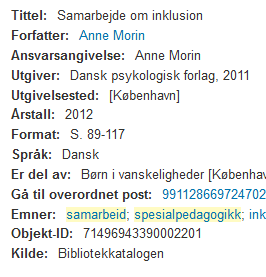 Tittel: Samarbejde om inklusion
Forfatter: Anne Morin
Ansvarsangivelse: Anne Morin
Utgiver: Dansk psykologisk forlag, 2011
Utgivelsested: [København]
Årstall: 2012
Format: S. 89-117
Språk: Dansk
Er del av: Børn i vanskeligheder [Københav
Gå til overordnet post: 991128669724702
Emner: samarbeid; spesialpedagogikk; ink
Objekt-ID: 71496943390002201
Kilde: Bibliotekkatalogen